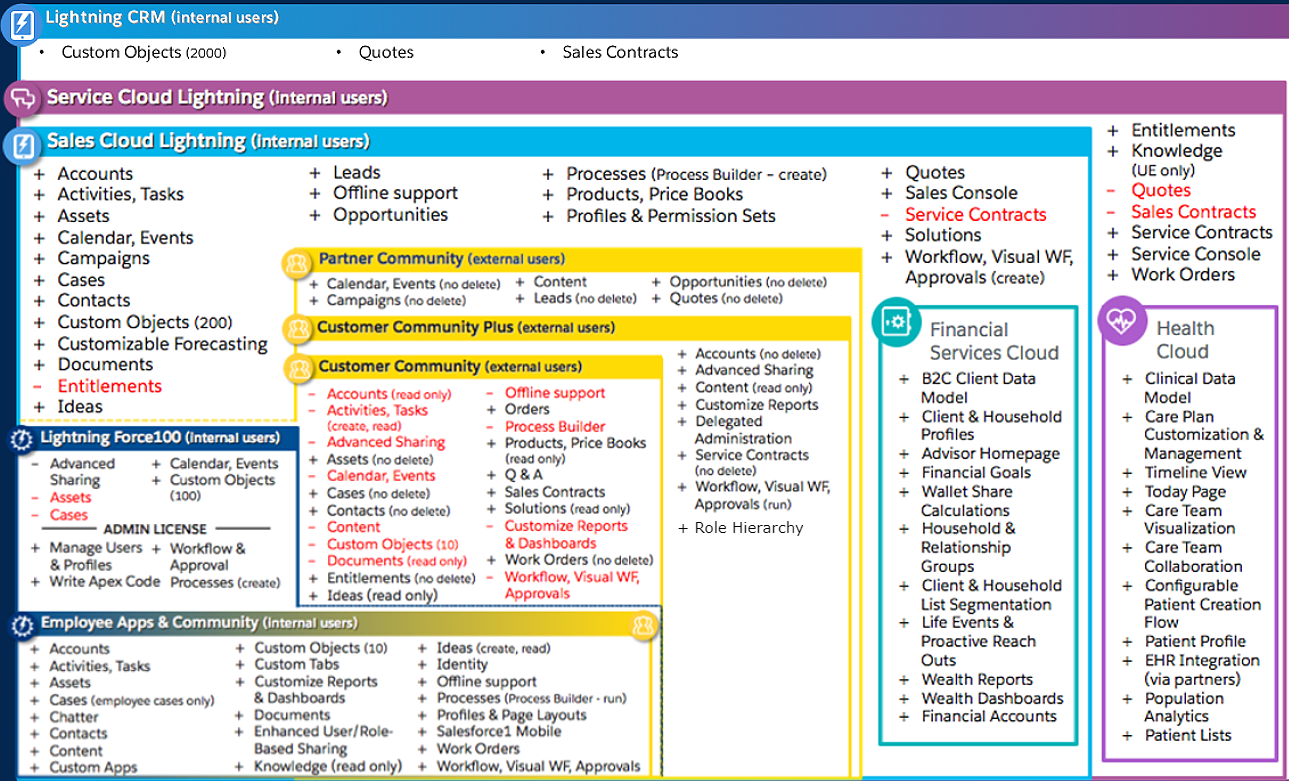 Lightning CRM (internal users)
• Custom Objects (2000)
• Quotes
• Sales Contracts
Service Cloud Lightning (internal users)
Sales Cloud Lightning (internal users)
+ Accounts
+ Activities, Tasks
+ Assets
+ Calendar, Events
+ Campaigns
+ Cases
+ Contacts
+ Custom Objects (200)
+ Customizable Forecasting
+ Documents
− Entitlements
+ Ideas
+ Leads
+ Offline support
+ Opportunities
+ Processes (Process Builder – create)
+ Products, Price Books
+ Profiles & Permission Sets
+ Quotes
+ Sales Console
− Service Contracts
+ Solutions
+ Workflow, Visual WF,
Approvals (create)
+ Entitlements
+ Knowledge
(UE only)
− Quotes
− Sales Contracts
+ Service Contracts
+ Service Console
+ Work Orders
Partner Community (external users)
+ Calendar, Events (no delete)
+ Campaigns (no delete)
+ Content
+ Leads (no delete)
+ Opportunities (no delete)
+ Quotes (no delete)
Customer Community Plus (external users)
+ Accounts (no delete)
+ Advanced Sharing
+ Content (read only)
+ Customize Reports
+ Delegated
Administration
+ Service Contracts
(no delete)
+ Workflow, Visual WF,
Approvals (run)
+ Role Hierarchy
Customer Community (external users)
− Accounts (read only)
− Activities, Tasks
(create, read)
− Advanced Sharing
+ Assets (no delete)
− Calendar, Events
+ Cases (no delete)
+ Contacts (no delete)
− Content
− Custom Objects (10)
− Documents (read only)
+ Entitlements (no delete)
+ Ideas (read only)
− Offline support
+ Orders
− Process Builder
+ Products, Price Books
(read only)
+ Q & A
+ Sales Contracts
+ Solutions (read only)
− Customize Reports
& Dashboards
+ Work Orders (no delete)
− Workflow, Visual WF,
Approvals
Lightning Force100 (internal users)
− Advanced
Sharing
− Assets
− Cases
+ Calendar, Events
+ Custom Objects
(100)
ADMIN LICENSE
+ Manage Users
& Profiles
+ Write Apex Code
+ Workflow &
Approval
Processes (create)
Employee Apps & Community (internal users)
+ Accounts
+ Activities, Tasks
+ Assets
+ Cases (employee cases only)
+ Chatter
+ Contacts
+ Content
+ Custom Apps
+ Custom Objects (10)
+ Custom Tabs
+ Customize Reports
& Dashboards
+ Documents
+ Enhanced User/Role-
Based Sharing
+ Knowledge (read only)
+ Ideas (create, read)
+ Identity
+ Offline support
+ Processes (Process Builder - run)
+ Profiles & Page Layouts
+ Salesforce1 Mobile
+ Work Orders
+ Workflow, Visual WF, Approvals
Financial
Services Cloud
+ B2C Client Data
Model
+ Client & Household
Profiles
+ Advisor Homepage
+ Financial Goals
+ Wallet Share
Calculations
+ Household &
Relationship
Groups
+ Client & Household
List Segmentation
+ Life Events &
Proactive Reach
Outs
+ Wealth Reports
+ Wealth Dashboards
+ Financial Accounts
Health
Cloud
+ Clinical Data
Model
+ Care Plan
Customization &
Management
+ Timeline View
+ Today Page
+ Care Team
Visualization
+ Care Team
Collaboration
+ Configurable
Patient Creation
Flow
+ Patient Profile
+ EHR Integration
(via partners)
+ Population
Analytics
+ Patient Lists